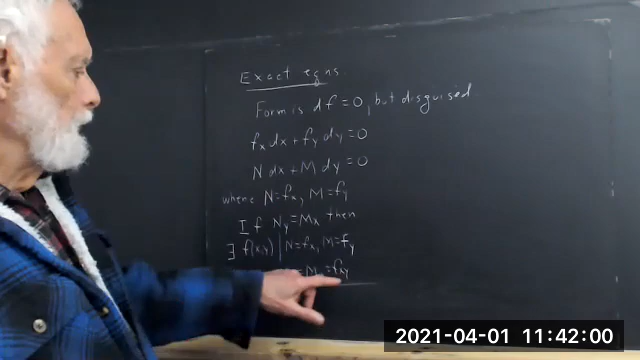 Exact eqns.
Form is df = 0, but disguised
fx dx + fy dy = 0
N dx + M dy = 0
where N = fx, M = fy
If Ny = Mx then
∃ f(x,y) | N = fx, M = fy
= M = fxy
2021-04-01 11:42:00